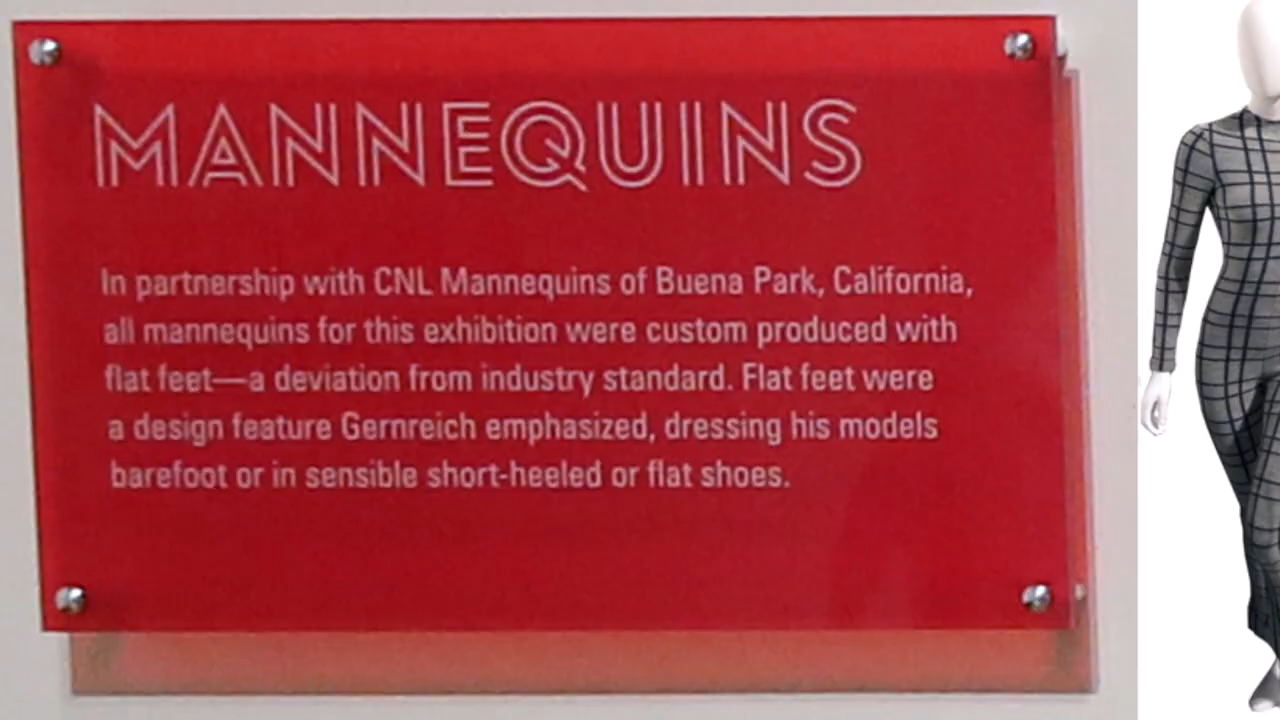 MANNEQUINS
In partnership with CNL Mannequins of Buena Park, California,
all mannequins for this exhibition were custom produced with
flat feet—a deviation from industry standard. Flat feet were
a design feature Gernreich emphasized, dressing his models
barefoot or in sensible short-heeled or flat shoes.